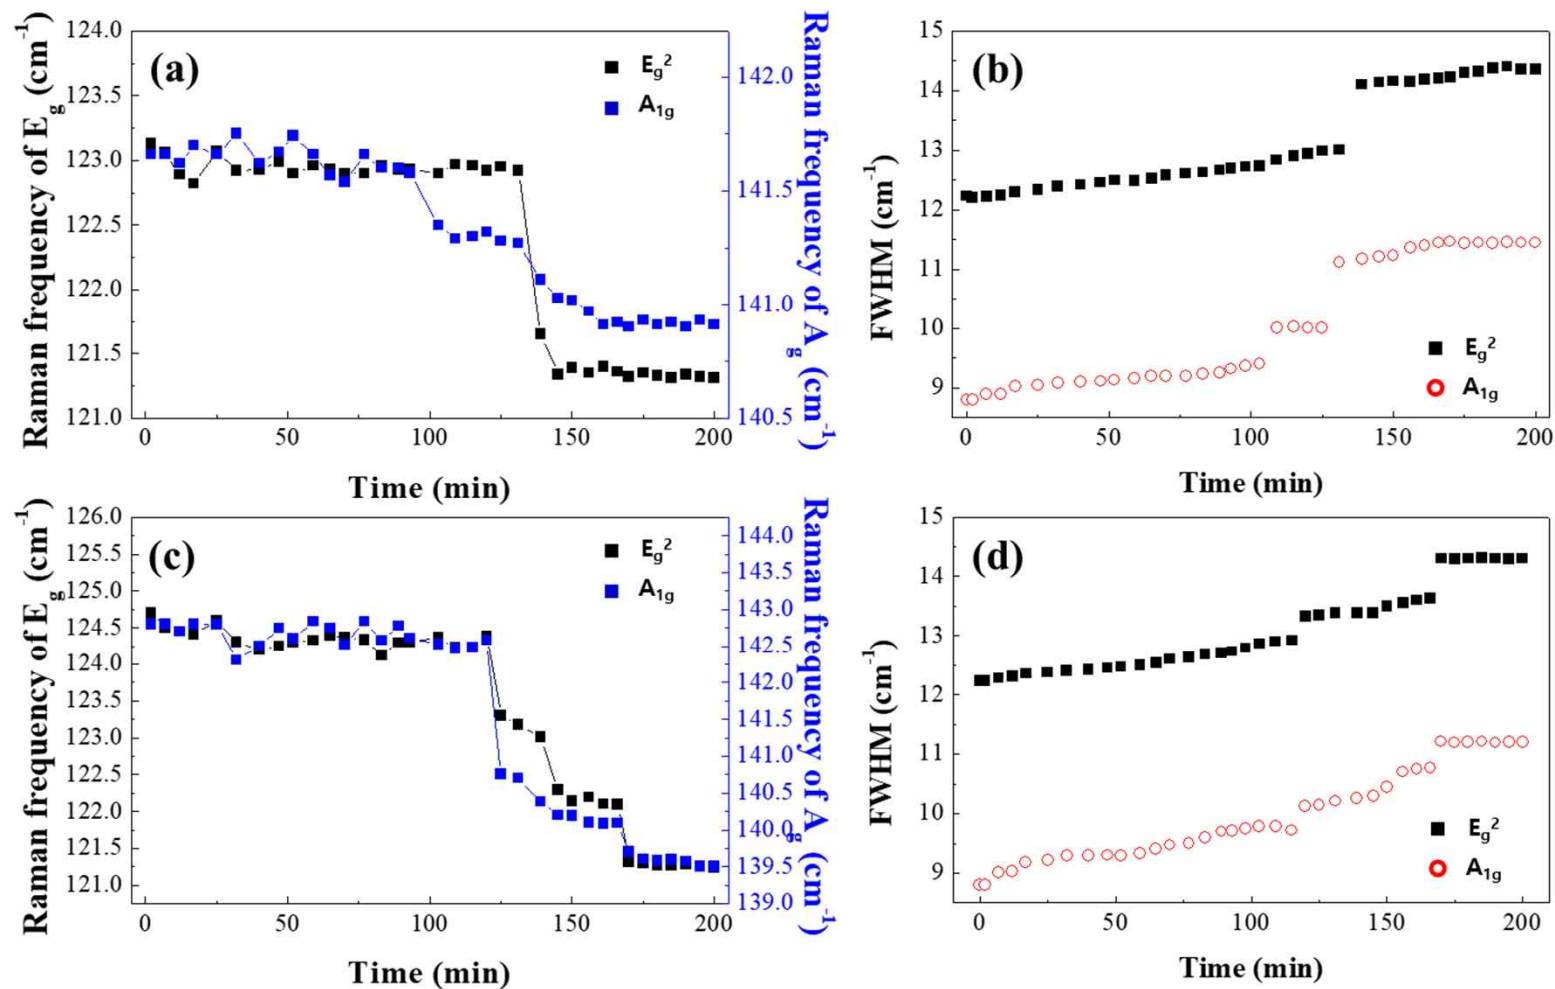 (a)
Raman frequency of Eg (cm-1)
124.0
123.5
123.0
122.5
122.0
121.5
121.0
Eg2
A1g
Raman frequency of Ag (cm-1)
142.0
141.5
141.0
140.5
0 50 100 150 200
Time (min)
(b)
FWHM (cm-1)
15
14
13
12
11
10
9
Eg2
A1g
0 50 100 150 200
Time (min)
(c)
Raman frequency of Eg (cm-1)
126.0
125.5
125.0
124.5
124.0
123.5
123.0
122.5
122.0
121.5
121.0
Eg2
A1g
Raman frequency of Ag (cm-1)
144.0
143.5
143.0
142.5
142.0
141.5
141.0
140.5
140.0
139.5
139.0
0 50 100 150 200
Time (min)
(d)
FWHM (cm-1)
15
14
13
12
11
10
9
Eg2
A1g
0 50 100 150 200
Time (min)